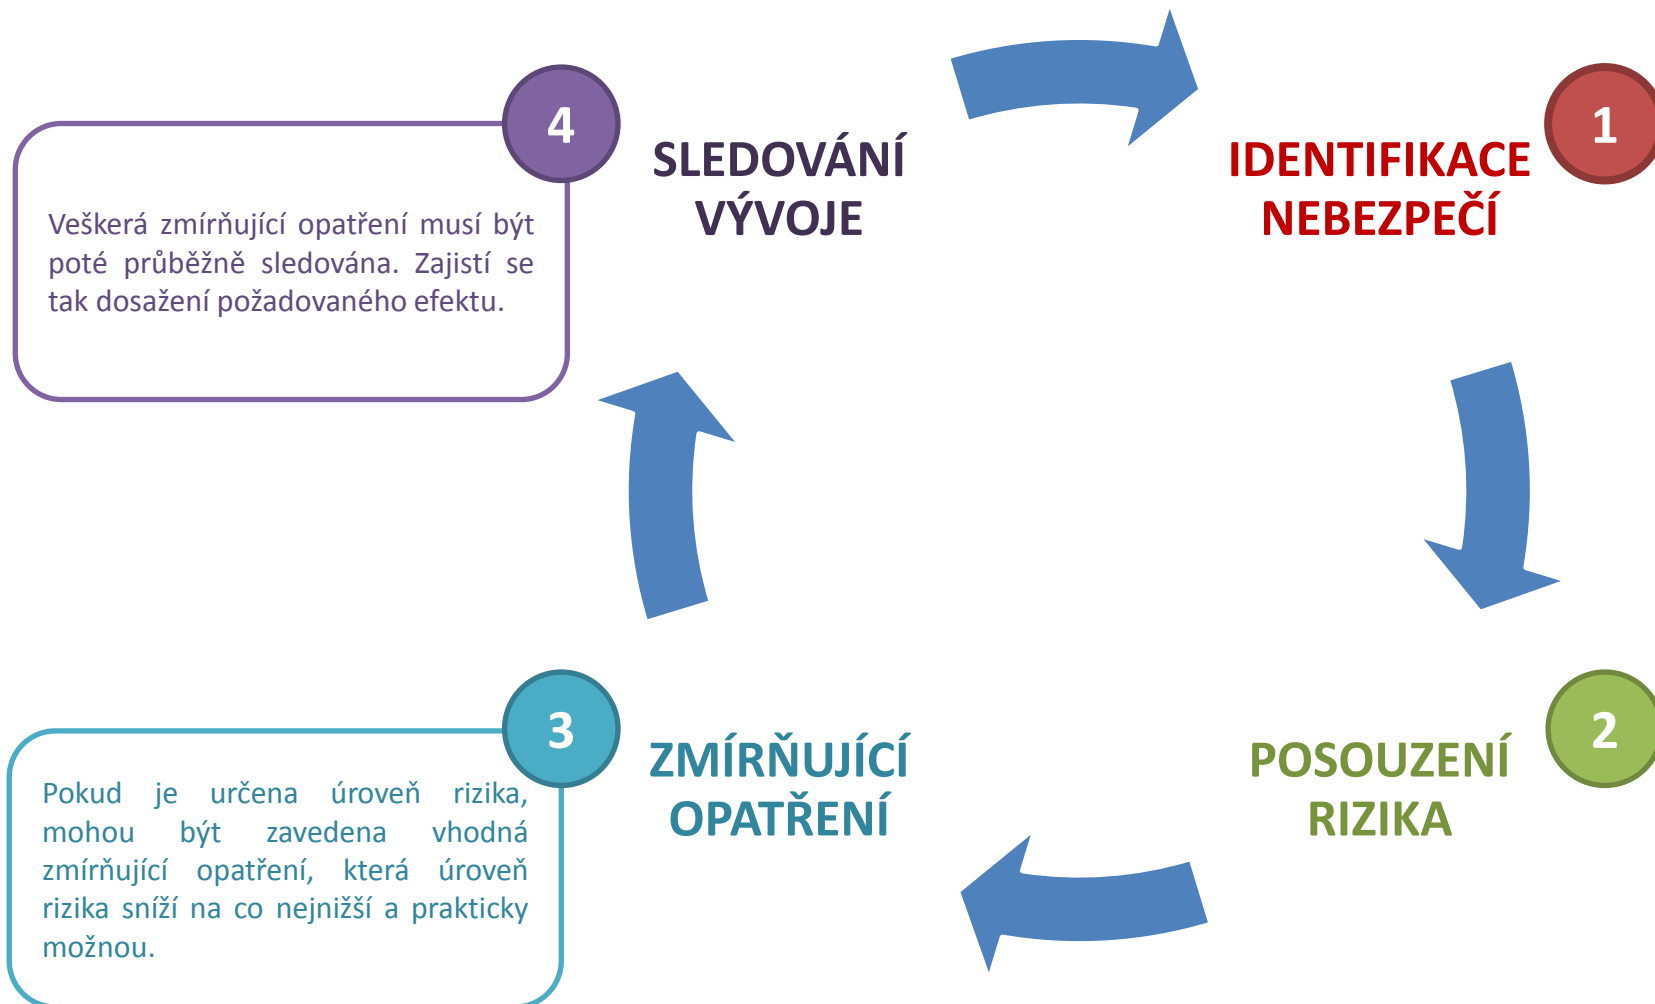 4
SLEDOVÁNÍ
VÝVOJE
Veškerá zmírňující opatření musí být
poté průběžně sledována. Zajistí se
tak dosažení požadovaného efektu.
1
IDENTIFIKACE
NEBEZPEČÍ
3
ZMÍRŇUJÍCÍ
OPATŘENÍ
Pokud je určena úroveň rizika,
mohou být zavedena vhodná
zmírňující opatření, která úroveň
rizika sníží na co nejnižší a prakticky
možnou.
2
POSOUZENÍ
RIZIKA